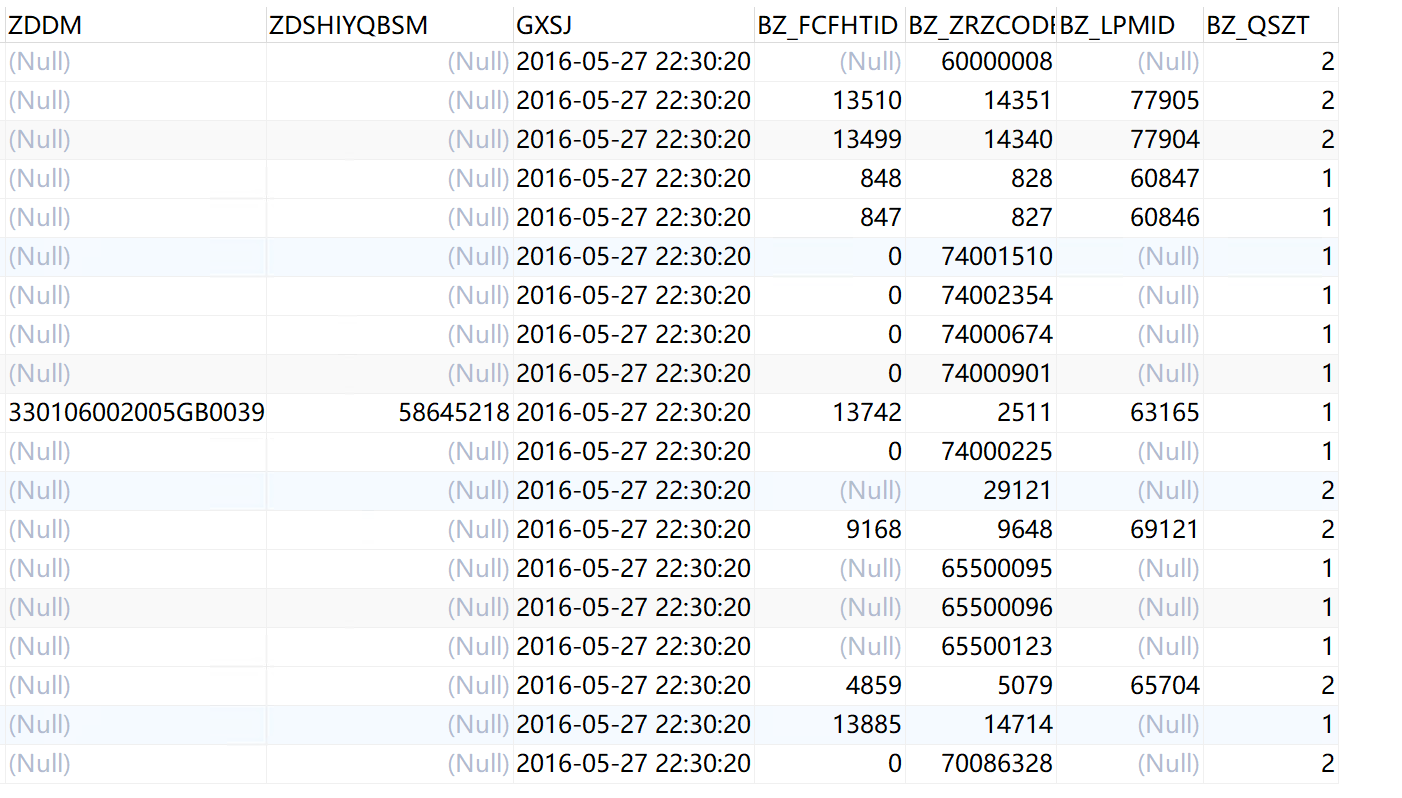 ZDDM ZDSHIYQBSM GXSJ BZ_FCFHTID BZ_ZRZCODE BZ_LPMID BZ_QSZT
(Null) (Null) 2016-05-27 22:30:20 (Null) 60000008 (Null) 2
(Null) (Null) 2016-05-27 22:30:20 13510 14351 77905 2
(Null) (Null) 2016-05-27 22:30:20 13499 14340 77904 2
(Null) (Null) 2016-05-27 22:30:20 848 828 60847 1
(Null) (Null) 2016-05-27 22:30:20 847 827 60846 1
(Null) (Null) 2016-05-27 22:30:20 0 74001510 (Null) 1
(Null) (Null) 2016-05-27 22:30:20 0 74002354 (Null) 1
(Null) (Null) 2016-05-27 22:30:20 0 74000674 (Null) 1
(Null) (Null) 2016-05-27 22:30:20 0 74000901 (Null) 1
330106002005GB0039 58645218 2016-05-27 22:30:20 13742 2511 63165 1
(Null) (Null) 2016-05-27 22:30:20 0 74000225 (Null) 1
(Null) (Null) 2016-05-27 22:30:20 (Null) 29121 (Null) 2
(Null) (Null) 2016-05-27 22:30:20 9168 9648 69121 2
(Null) (Null) 2016-05-27 22:30:20 (Null) 65500095 (Null) 1
(Null) (Null) 2016-05-27 22:30:20 (Null) 65500096 (Null) 1
(Null) (Null) 2016-05-27 22:30:20 (Null) 65500123 (Null) 1
(Null) (Null) 2016-05-27 22:30:20 4859 5079 65704 2
(Null) (Null) 2016-05-27 22:30:20 13885 14714 (Null) 1
(Null) (Null) 2016-05-27 22:30:20 0 70086328 (Null) 2